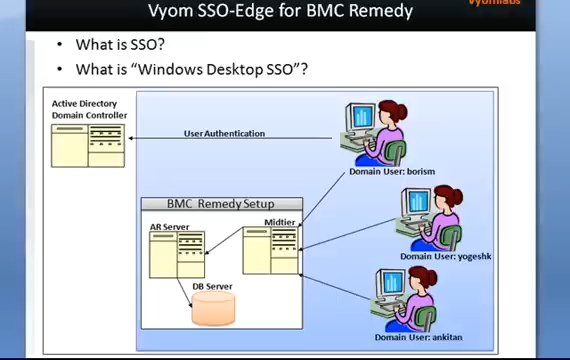 Vyomlabs
Vyom SSO-Edge for BMC Remedy
• What is SSO?
• What is “Windows Desktop SSO”?
Active Directory
Domain Controller
User Authentication
Domain User: borism
BMC Remedy Setup
AR Server
Midtier
Domain User: yogeshk
DB Server
Domain User: ankitan